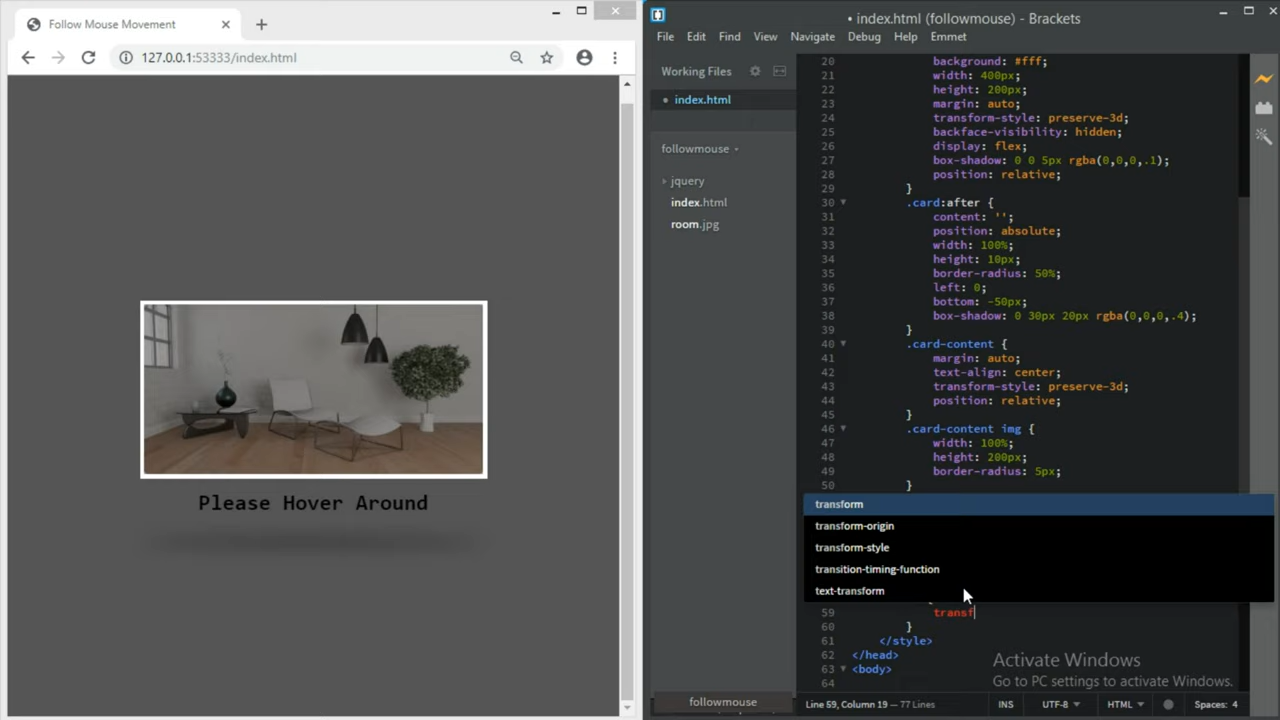 Follow Mouse Movement
127.0.0.1:53333/index.html
Please Hover Around
• index.html (followmouse) - Brackets
File Edit Find View Navigate Debug Help Emmet
Working Files
index.html
followmouse
jquery
index.html
room.jpg
followmouse
20 background: #fff;
21 width: 400px;
22 height: 200px;
23 margin: auto;
24 transform-style: preserve-3d;
25 backface-visibility: hidden;
26 display: flex;
27 box-shadow: 0 0 5px rgba(0,0,0,.1);
28 position: relative;
29 }
30 .card:after {
31 content: '';
32 position: absolute;
33 width: 100%;
34 height: 10px;
35 border-radius: 50%;
36 left: 0;
37 bottom: -50px;
38 box-shadow: 0 30px 20px rgba(0,0,0,.4);
39 }
40 .card-content {
41 margin: auto;
42 text-align: center;
43 transform-style: preserve-3d;
44 position: relative;
45 }
46 .card-content img {
47 width: 100%;
48 height: 200px;
49 border-radius: 5px;
50 }
transform
transform-origin
transform-style
transition-timing-function
text-transform
59 transf
60 }
61 </style>
62 </head>
63 <body>
64
Activate Windows
Go to PC settings to activate Windows.
Line 59, Column 19 — 77 Lines
INS UTF-8 HTML Spaces: 4